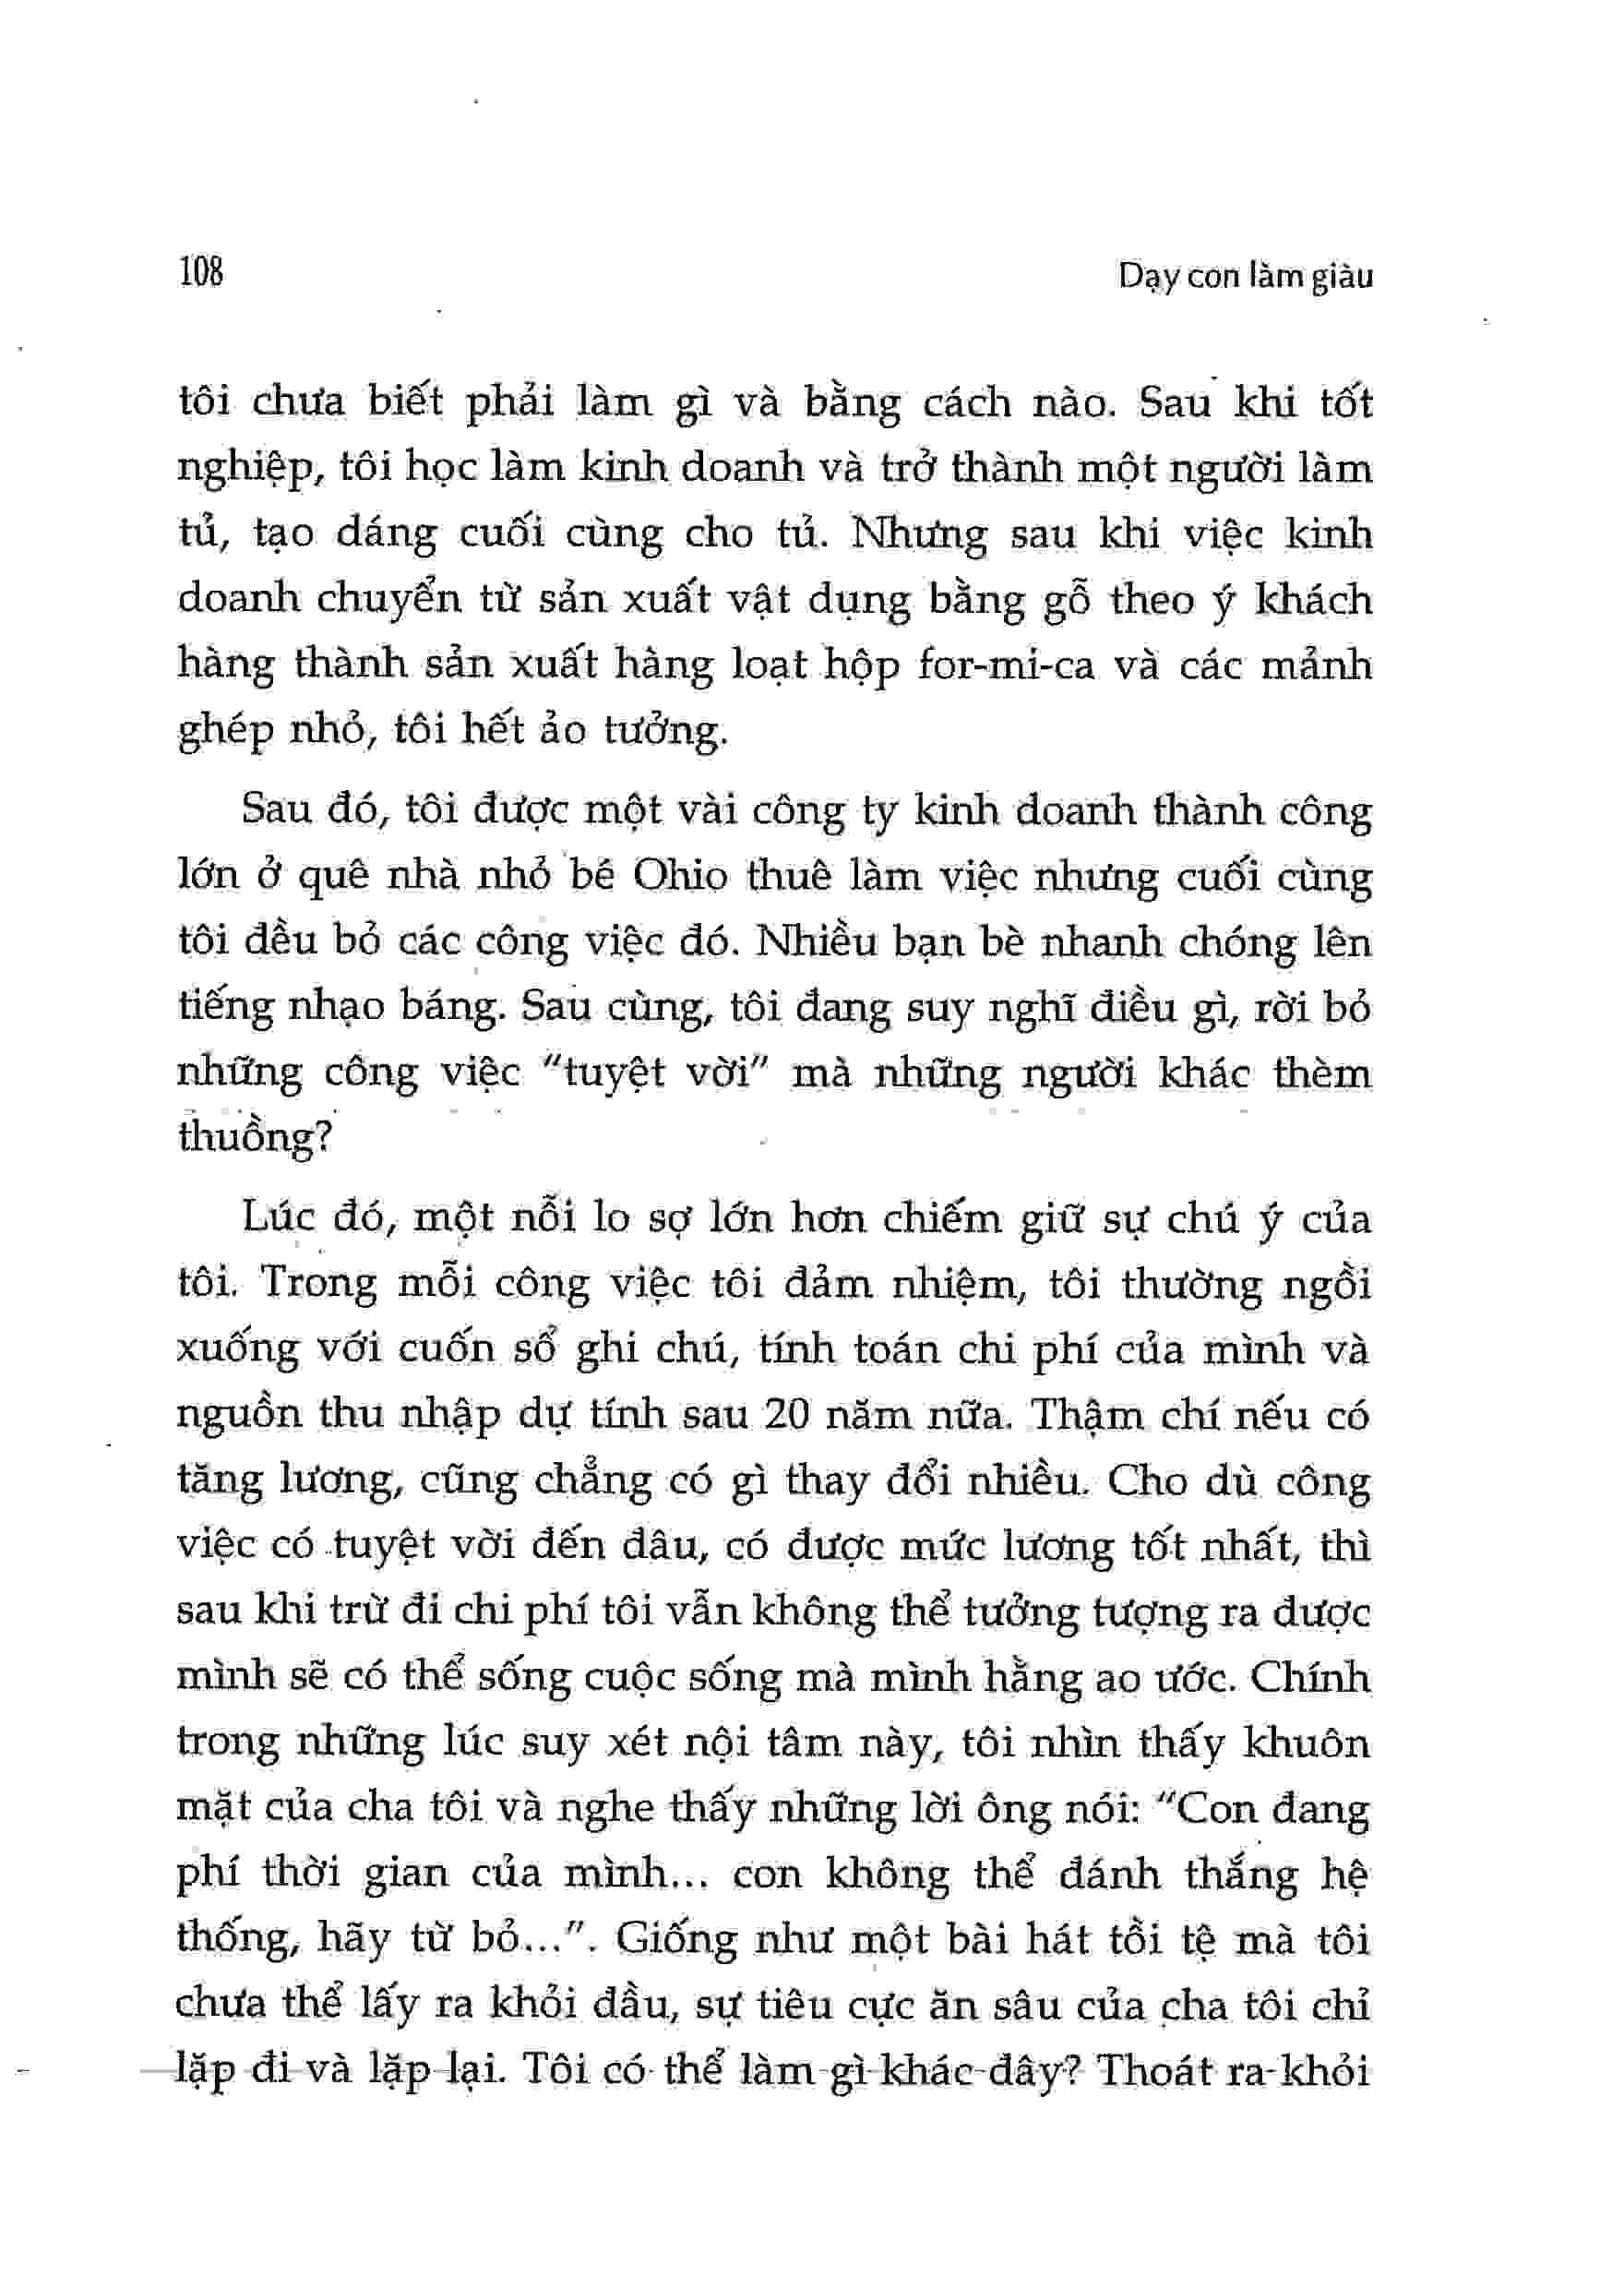 108
Dạy con làm giàu
tôi chưa biết phải làm gì và bằng cách nào. Sau khi tốt
nghiệp, tôi học làm kinh doanh và trở thành một người làm
tủ, tạo dáng cuối cùng cho tủ. Nhưng sau khi việc kinh
doanh chuyển từ sản xuất vật dụng bằng gỗ theo ý khách
hàng thành sản xuất hàng loạt hộp for-mi-ca và các mảnh
ghép nhỏ, tôi hết ảo tưởng.
Sau đó, tôi được một vài công ty kinh doanh thành công
lớn ở quê nhà nhỏ bé Ohio thuê làm việc nhưng cuối cùng
tôi đều bỏ các công việc đó. Nhiều bạn bè nhanh chóng lên
tiếng nhạo báng. Sau cùng, tôi đang suy nghĩ điều gì, rời bỏ
những công việc "tuyệt vời" mà những người khác thèm
thuồng?
Lúc đó, một nỗi lo sợ lớn hơn chiếm giữ sự chú ý của
tôi. Trong mỗi công việc tôi đảm nhiệm, tôi thường ngồi
xuống với cuốn sổ ghi chú, tính toán chi phí của mình và
nguồn thu nhập dự tính sau 20 năm nữa. Thậm chí nếu có
tăng lương, cũng chẳng có gì thay đổi nhiều. Cho dù công
việc có tuyệt vời đến đâu, có được mức lương tốt nhất, thì
sau khi trừ đi chi phí tôi vẫn không thể tưởng tượng ra được
mình sẽ có thể sống cuộc sống mà mình hằng ao ước. Chính
trong những lúc suy xét nội tâm này, tôi nhìn thấy khuôn
mặt của cha tôi và nghe thấy những lời ông nói: "Con đang
phí thời gian của mình... con không thể đánh thắng hệ
thống, hãy từ bỏ...". Giống như một bài hát tồi tệ mà tôi
chưa thể lấy ra khỏi đầu, sự tiêu cực ăn sâu của cha tôi chỉ
lặp đi và lặp lại. Tôi có thể làm gì khác đây? Thoát ra khỏi